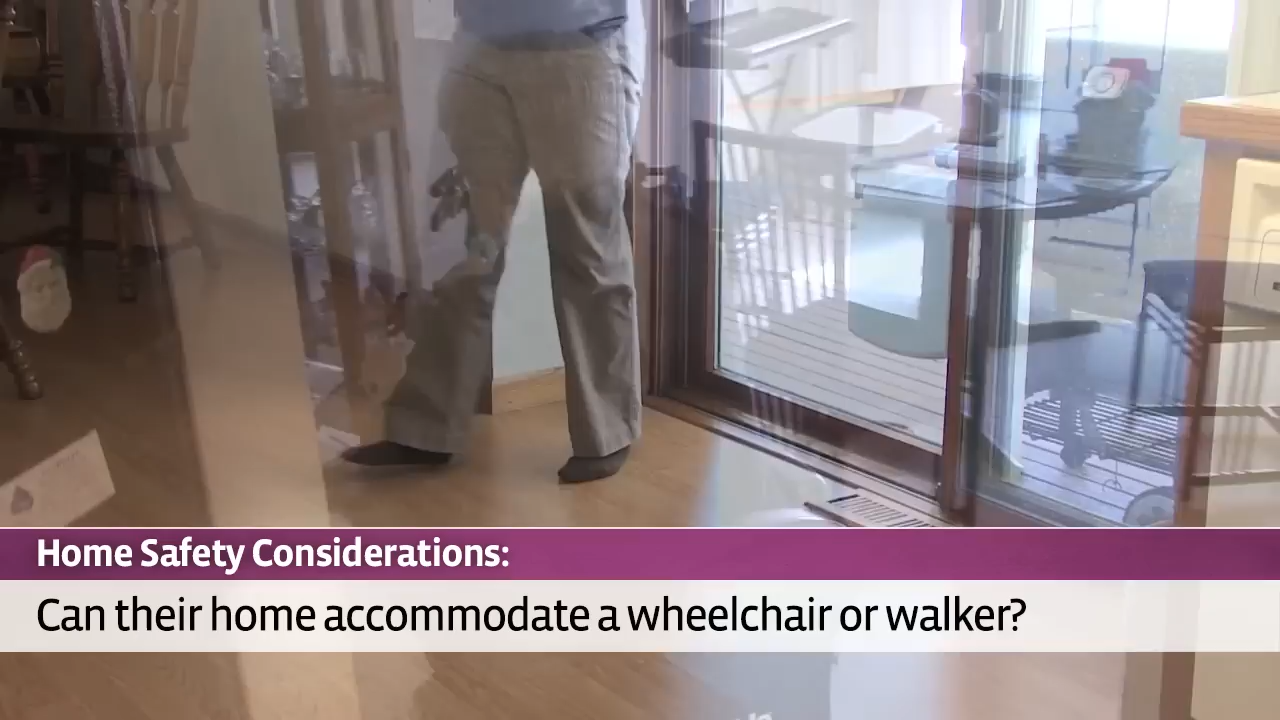 Home Safety Considerations:
Can their home accommodate a wheelchair or walker?